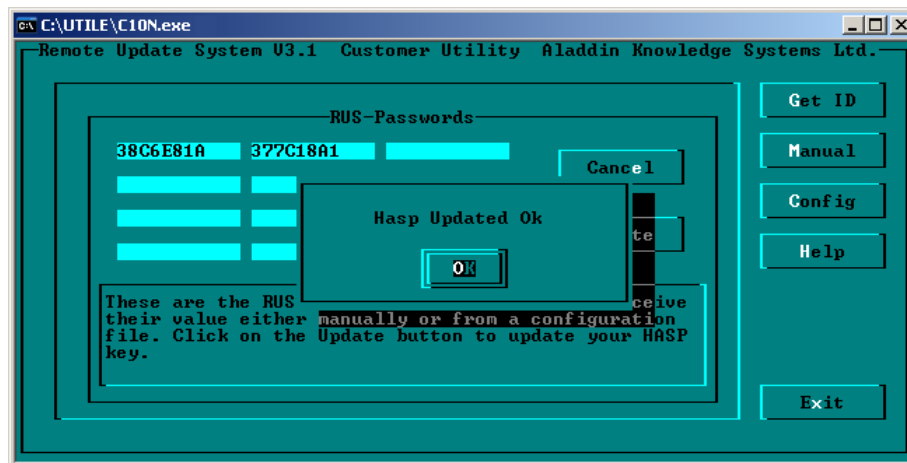 C:\UTILE\C10N.exe
Remote Update System V3.1 Customer Utility Aladdin Knowledge Systems Ltd.
Get ID
RUS-Passwords
38C6E81A 377C18A1
Manual
Cancel
Config
Hasp Updated Ok
te
Help
OK
These are the RUS ceive
their value either manually or from a configuration
file. Click on the Update button to update your HASP
key.
Exit